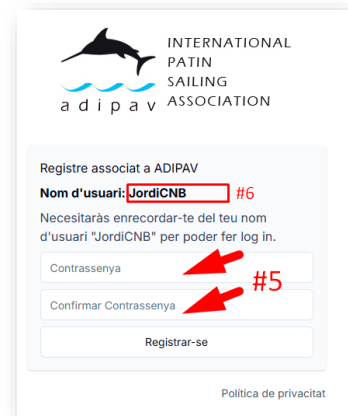 INTERNATIONAL
PATIN
SAILING
adipav ASSOCIATION
Registre associat a ADIPAV
Nom d'usuari: JordiCNB #6
Necesitaràs enrecordar-te del teu nom
d'usuari "JordiCNB" per poder fer log in.
Contrassenya
#5
Confirmar Contrassenya
Registrar-se
Política de privacitat